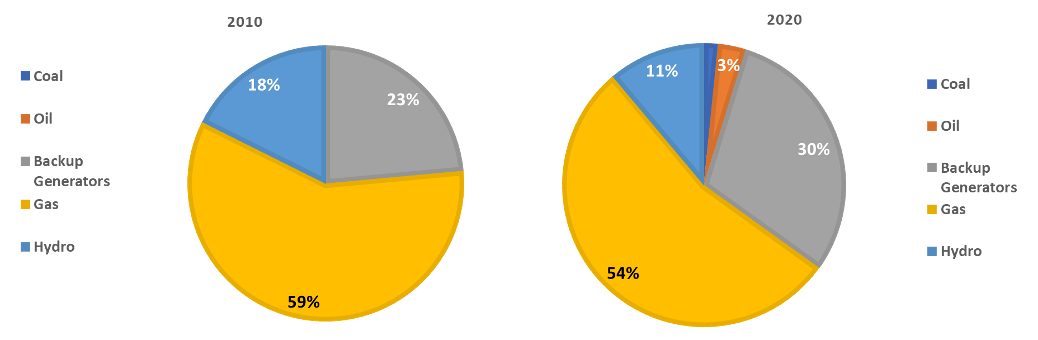 2010
Coal
Oil
Backup
Generators
Gas
Hydro
18%
23%
59%
2020
11%
3%
30%
54%
Coal
Oil
Backup
Generators
Gas
Hydro